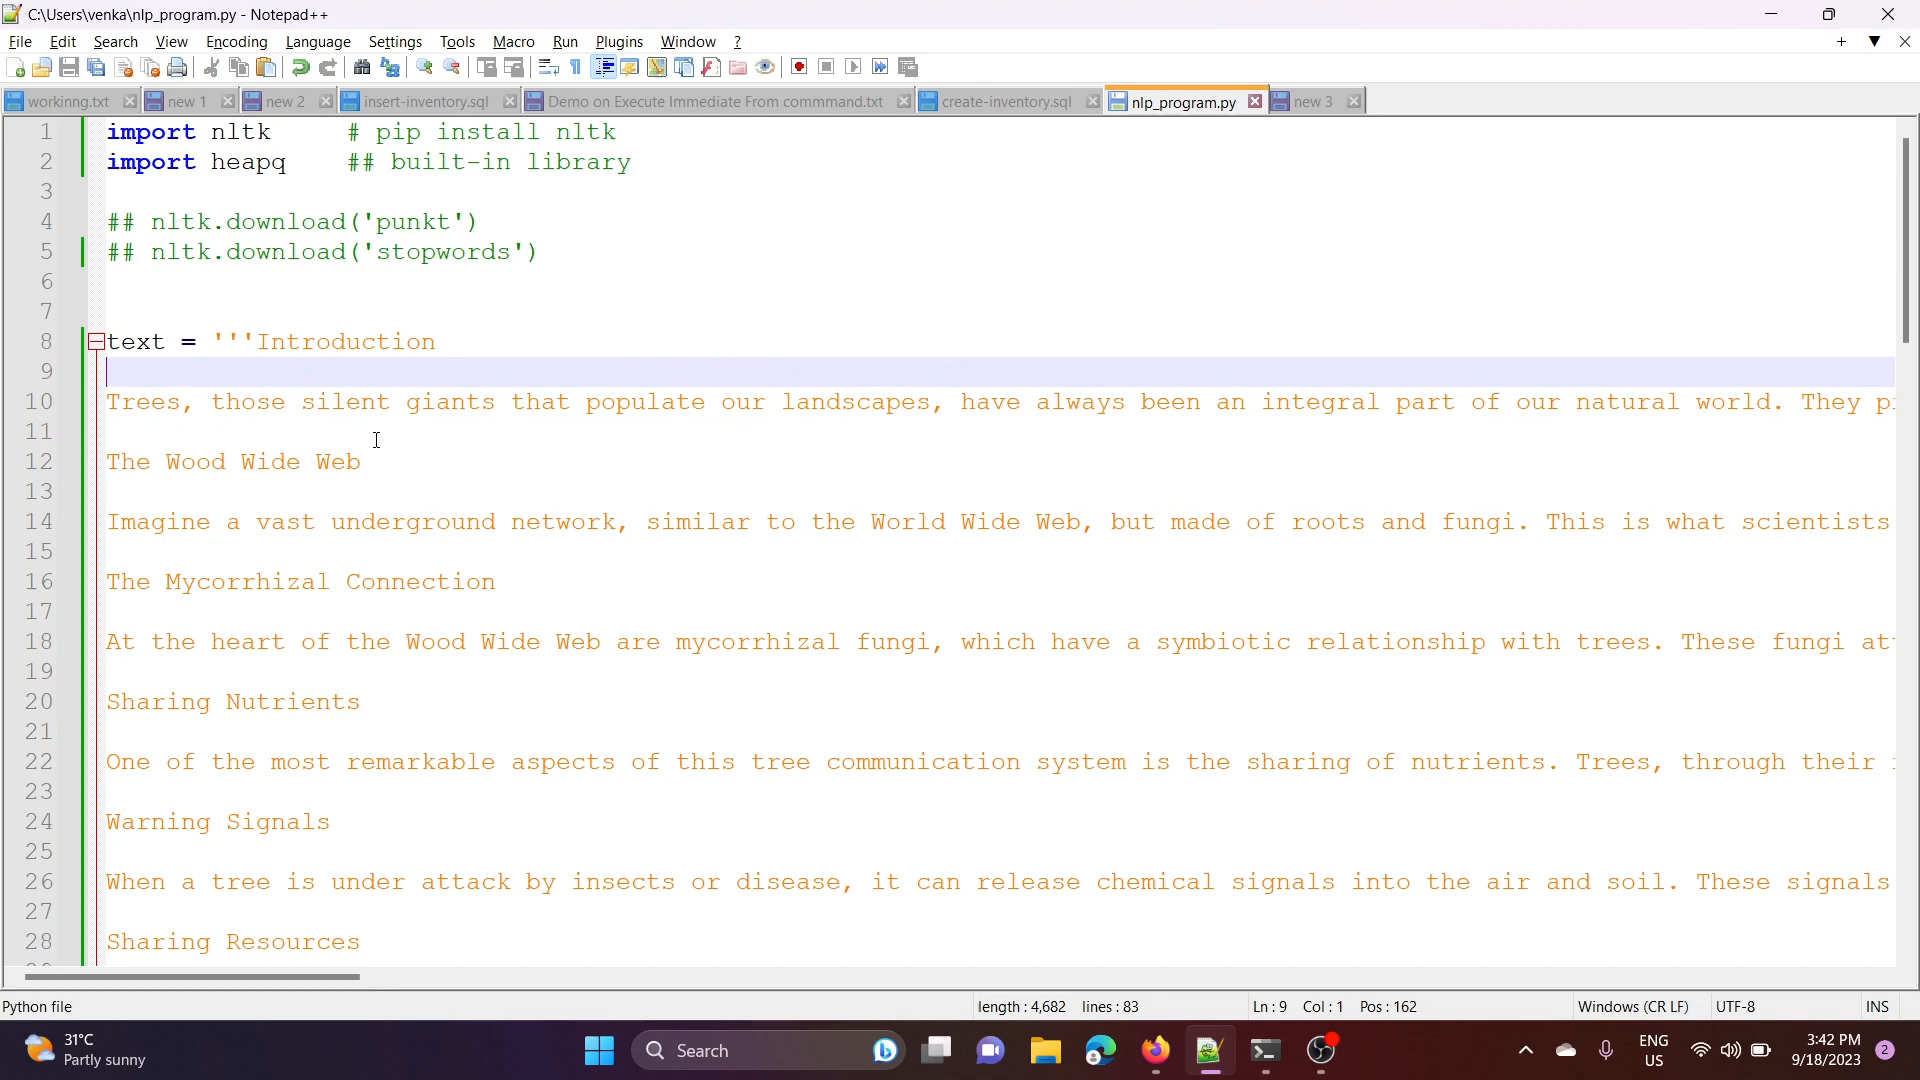 C:\Users\venka\nlp_program.py - Notepad++
File Edit Search View Encoding Language Settings Tools Macro Run Plugins Window ?
workinng.txt new 1 new 2 insert-inventory.sql Demo on Execute Immediate From commmand.txt create-inventory.sql nlp_program.py new 3
1 import nltk # pip install nltk
2 import heapq ## built-in library
3
4 ## nltk.download('punkt')
5 ## nltk.download('stopwords')
6
7
8 text = '''Introduction
9
10 Trees, those silent giants that populate our landscapes, have always been an integral part of our natural world. They
11
12 The Wood Wide Web
13
14 Imagine a vast underground network, similar to the World Wide Web, but made of roots and fungi. This is what scientists
15
16 The Mycorrhizal Connection
17
18 At the heart of the Wood Wide Web are mycorrhizal fungi, which have a symbiotic relationship with trees. These fungi
19
20 Sharing Nutrients
21
22 One of the most remarkable aspects of this tree communication system is the sharing of nutrients. Trees, through their
23
24 Warning Signals
25
26 When a tree is under attack by insects or disease, it can release chemical signals into the air and soil. These signals
27
28 Sharing Resources
Python file length : 4,682 lines : 83 Ln : 9 Col : 1 Pos : 162 Windows (CR LF) UTF-8 INS
31°C
Partly sunny
Search
ENG
US
3:42 PM
9/18/2023
2